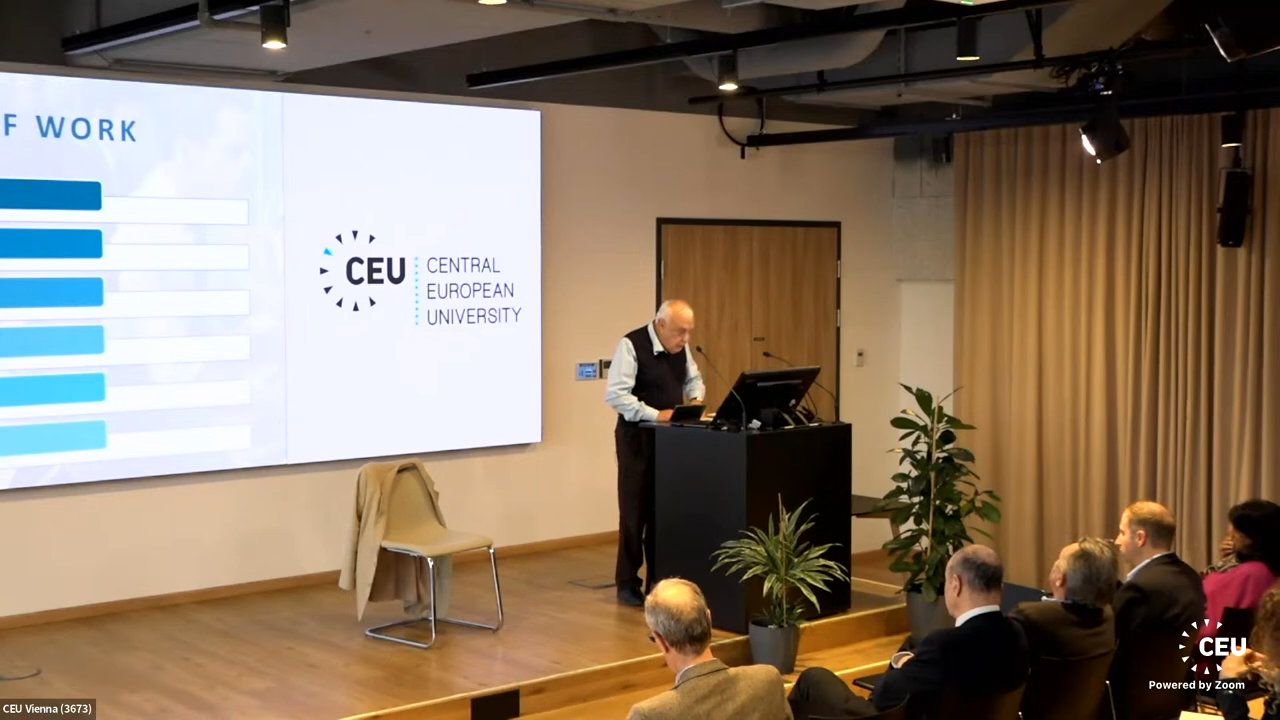 F WORK
CEU
CENTRAL
EUROPEAN
UNIVERSITY
CEU
Powered by Zoom
CEU Vienna (3673)